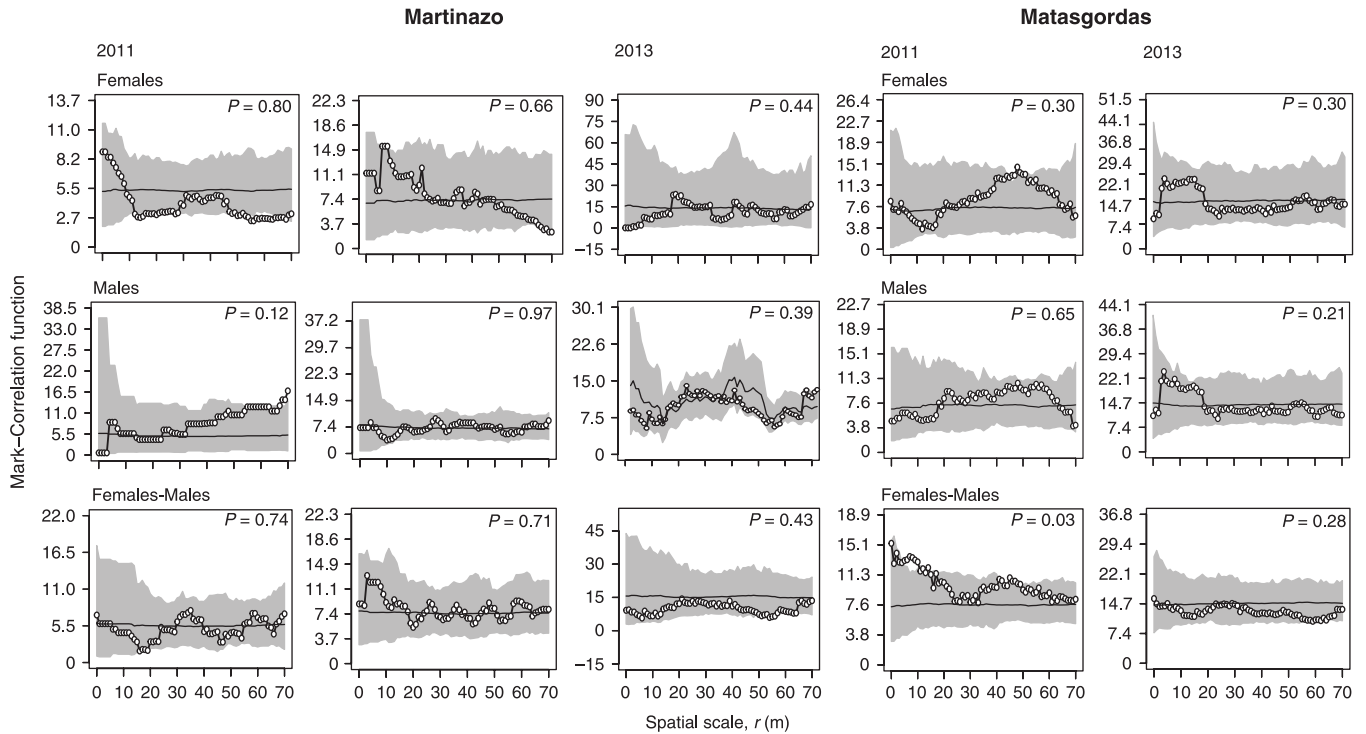 Martinazo Matasgordas
2011 2013 2011 2013
Females Females
P = 0.80 P = 0.66 P = 0.44 P = 0.30 P = 0.30
13.7 22.3 90 26.4 51.5
11.0 18.6 75 22.7 44.1
8.2 14.9 60 18.9 36.8
5.5 11.1 45 15.1 29.4
2.7 7.4 30 11.3 22.1
0 3.7 15 7.6 14.7
0 0 3.8 7.4
−15 0 0
Males Males
P = 0.12 P = 0.97 P = 0.39 P = 0.65 P = 0.21
38.5 37.2 30.1 22.7 44.1
33.0 29.7 22.6 18.9 36.8
27.5 22.3 15.0 15.1 29.4
22.0 14.9 7.5 11.3 22.1
16.5 7.4 0 7.6 14.7
11.0 0 3.8 7.4
5.5 0 0
0
Females-Males Females-Males
P = 0.74 P = 0.71 P = 0.43 P = 0.03 P = 0.28
22.0 22.3 45 18.9 36.8
16.5 18.6 30 15.1 29.4
11.0 14.9 15 11.3 22.1
5.5 11.1 0 7.6 14.7
0 7.4 −15 3.8 7.4
3.7 0 0
0
0 10 20 30 40 50 60 70 0 10 20 30 40 50 60 70 0 10 20 30 40 50 60 70 0 10 20 30 40 50 60 70 0 10 20 30 40 50 60 70
Mark–Correlation function
Spatial scale, r (m)